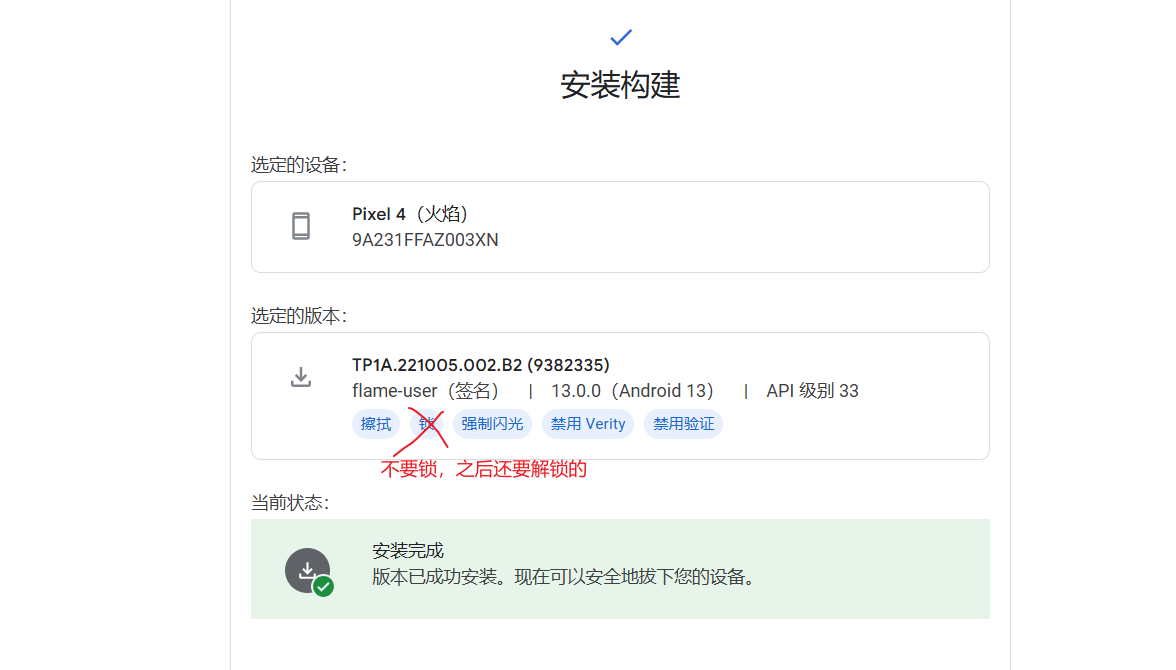 安装构建
选定的设备：
Pixel 4（火焰）
9A231FFAZ003XN
选定的版本：
TP1A.221005.002.B2 (9382335)
flame-user（签名） | 13.0.0（Android 13） | API 级别 33
擦拭 锁 强制闪光 禁用 Verity 禁用验证
不要锁，之后还要解锁的
当前状态：
安装完成
版本已成功安装。现在可以安全地拔下您的设备。